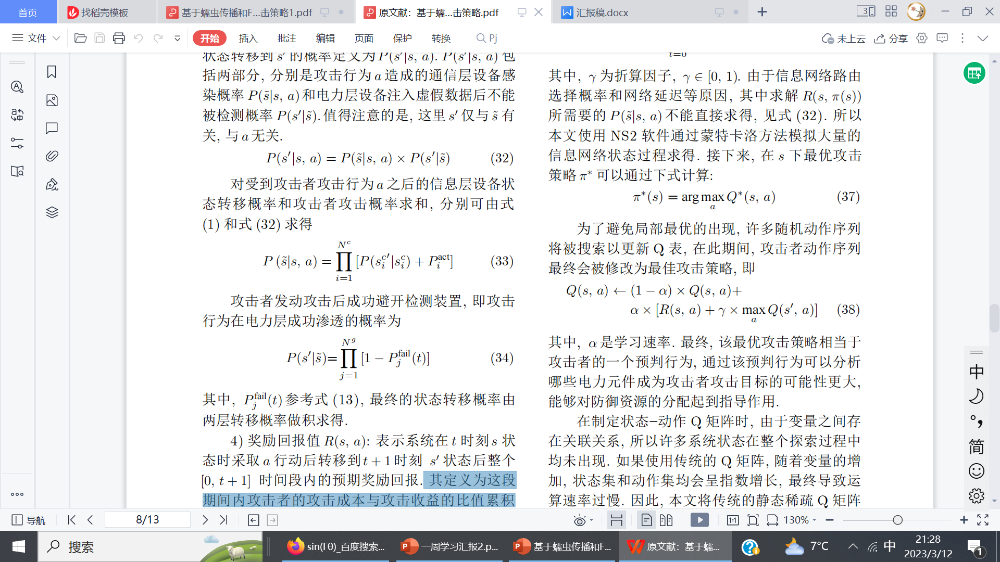 首页
找稻壳模板
基于蠕虫传播和F...击策略1.pdf
原文献：基于蠕...击策略.pdf
汇报稿.docx
文件
开始
插入
批注
编辑
页面
保护
转换
Pj
未上云
分享
状态转移到 s′ 的概率定义为 P(s′|s, a). P(s′|s, a) 包
括两部分, 分别是攻击行为 a 造成的通信层设备感
染概率 P(s̃|s, a) 和电力层设备注入虚假数据后不能
被检测概率 P(s′|s̃). 值得注意的是, 这里 s′ 仅与 s̃ 有
关, 与 a 无关.
P(s′|s, a) = P(s̃|s, a) × P(s′|s̃) (32)
对受到攻击者攻击行为 a 之后的信息层设备状
态转移概率和攻击者攻击概率求和, 分别可由式
(1) 和式 (32) 求得
P (s̃|s, a) = ∏_{i=1}^{N^c} [P(s_i^{c′}|s_i^c) + P_i^{act}] (33)
攻击者发动攻击后成功避开检测装置, 即攻击
行为在电力层成功渗透的概率为
P(s′|s̃)= ∏_{j=1}^{N^g} [1 − P_j^{fail}(t)] (34)
其中, P_j^{fail}(t) 参考式 (13), 最终的状态转移概率由
两层转移概率做积求得.
4) 奖励回报值 R(s, a): 表示系统在 t 时刻 s 状
态时采取 a 行动后转移到 t + 1 时刻 s′ 状态后整个
[0, t + 1] 时间段内的预期奖励回报. 其定义为这段
期间内攻击者的攻击成本与攻击收益的比值累积
t=0
其中, γ 为折算因子, γ ∈ [0, 1). 由于信息网络路由
选择概率和网络延迟等原因, 其中求解 R(s, π(s))
所需要的 P(s̃|s, a) 不能直接求得, 见式 (32). 所以
本文使用 NS2 软件通过蒙特卡洛方法模拟大量的
信息网络状态过程求得. 接下来, 在 s 下最优攻击
策略 π* 可以通过下式计算:
π*(s) = arg max_a Q*(s, a) (37)
为了避免局部最优的出现, 许多随机动作序列
将被搜索以更新 Q 表, 在此期间, 攻击者动作序列
最终会被修改为最佳攻击策略, 即
Q(s, a) ← (1 − α) × Q(s, a)+
α × [R(s, a) + γ × max_a Q(s′, a)] (38)
其中, α 是学习速率. 最终, 该最优攻击策略相当于
攻击者的一个预判行为, 通过该预判行为可以分析
哪些电力元件成为攻击者攻击目标的可能性更大,
能够对防御资源的分配起到指导作用.
在制定状态−动作 Q 矩阵时, 由于变量之间存
在关联关系, 所以许多系统状态在整个探索过程中
均未出现. 如果使用传统的 Q 矩阵, 随着变量的增
加, 状态集和动作集均会呈指数增长, 最终导致运
算速率过慢. 因此, 本文将传统的静态稀疏 Q 矩阵
中
简
导航
8/13
1:1
130%
搜索
sin(Γθ)_百度搜索...
一周学习汇报2.p...
基于蠕虫传播和F...
原文献：基于蠕...
7°C
中
21:28
2023/3/12
1